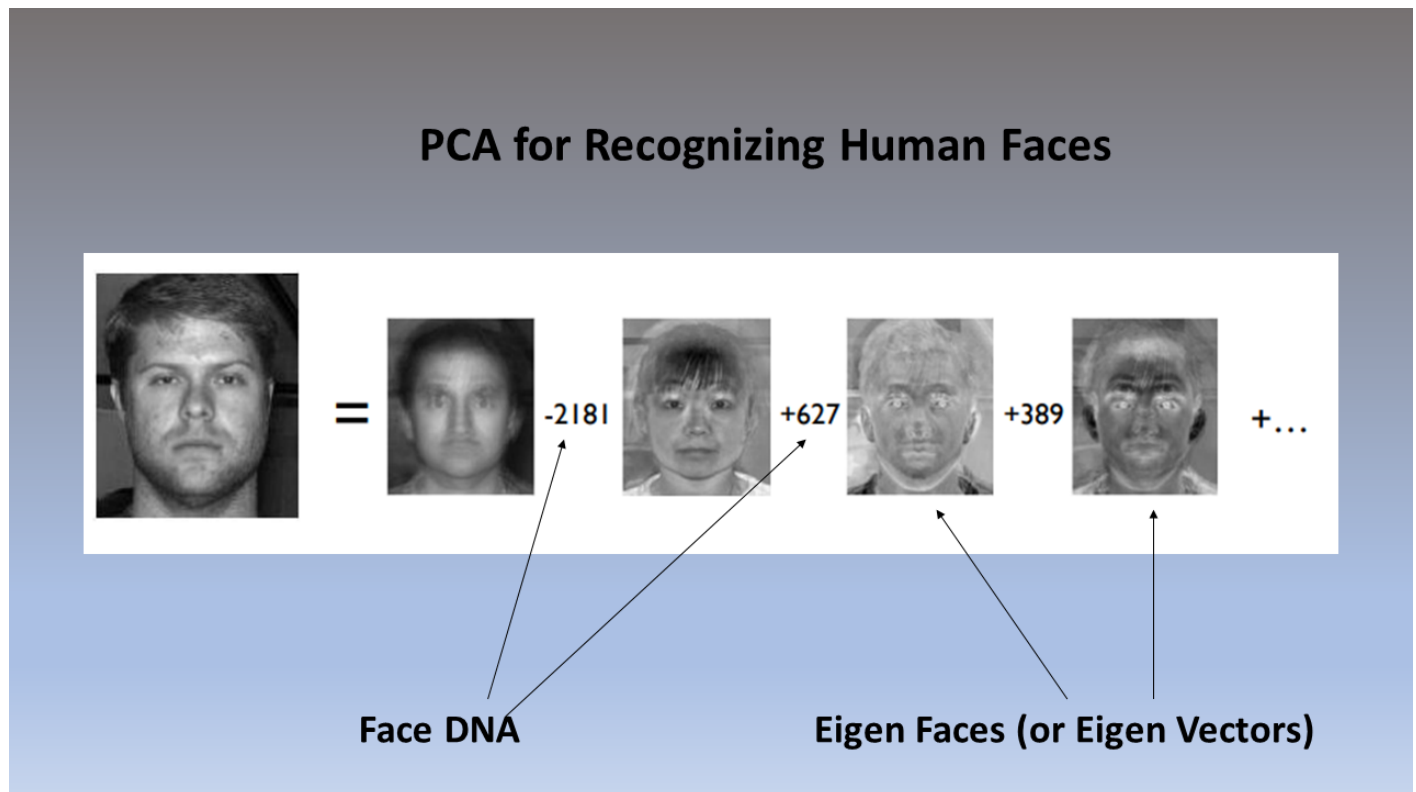 PCA for Recognizing Human Faces
= -2181 +627 +389 +...
Face DNA
Eigen Faces (or Eigen Vectors)